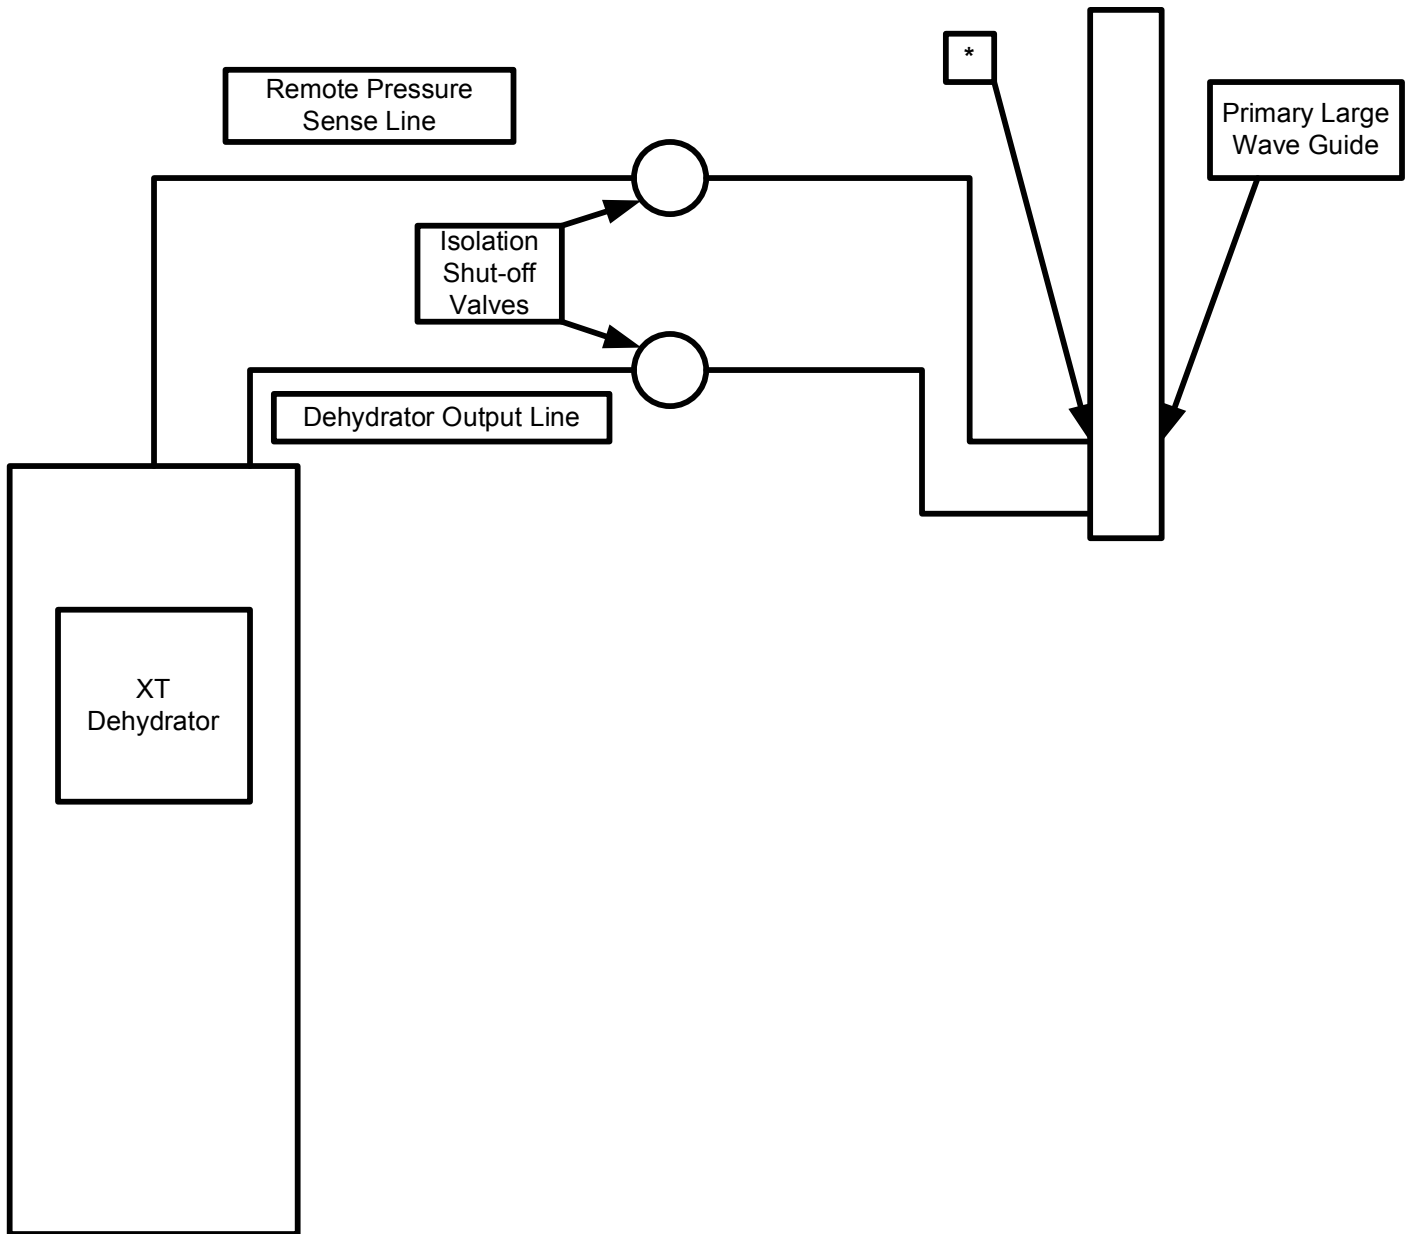 *
Remote Pressure
Sense Line
Primary Large
Wave Guide
Isolation
Shut-off
Valves
Dehydrator Output Line
XT
Dehydrator